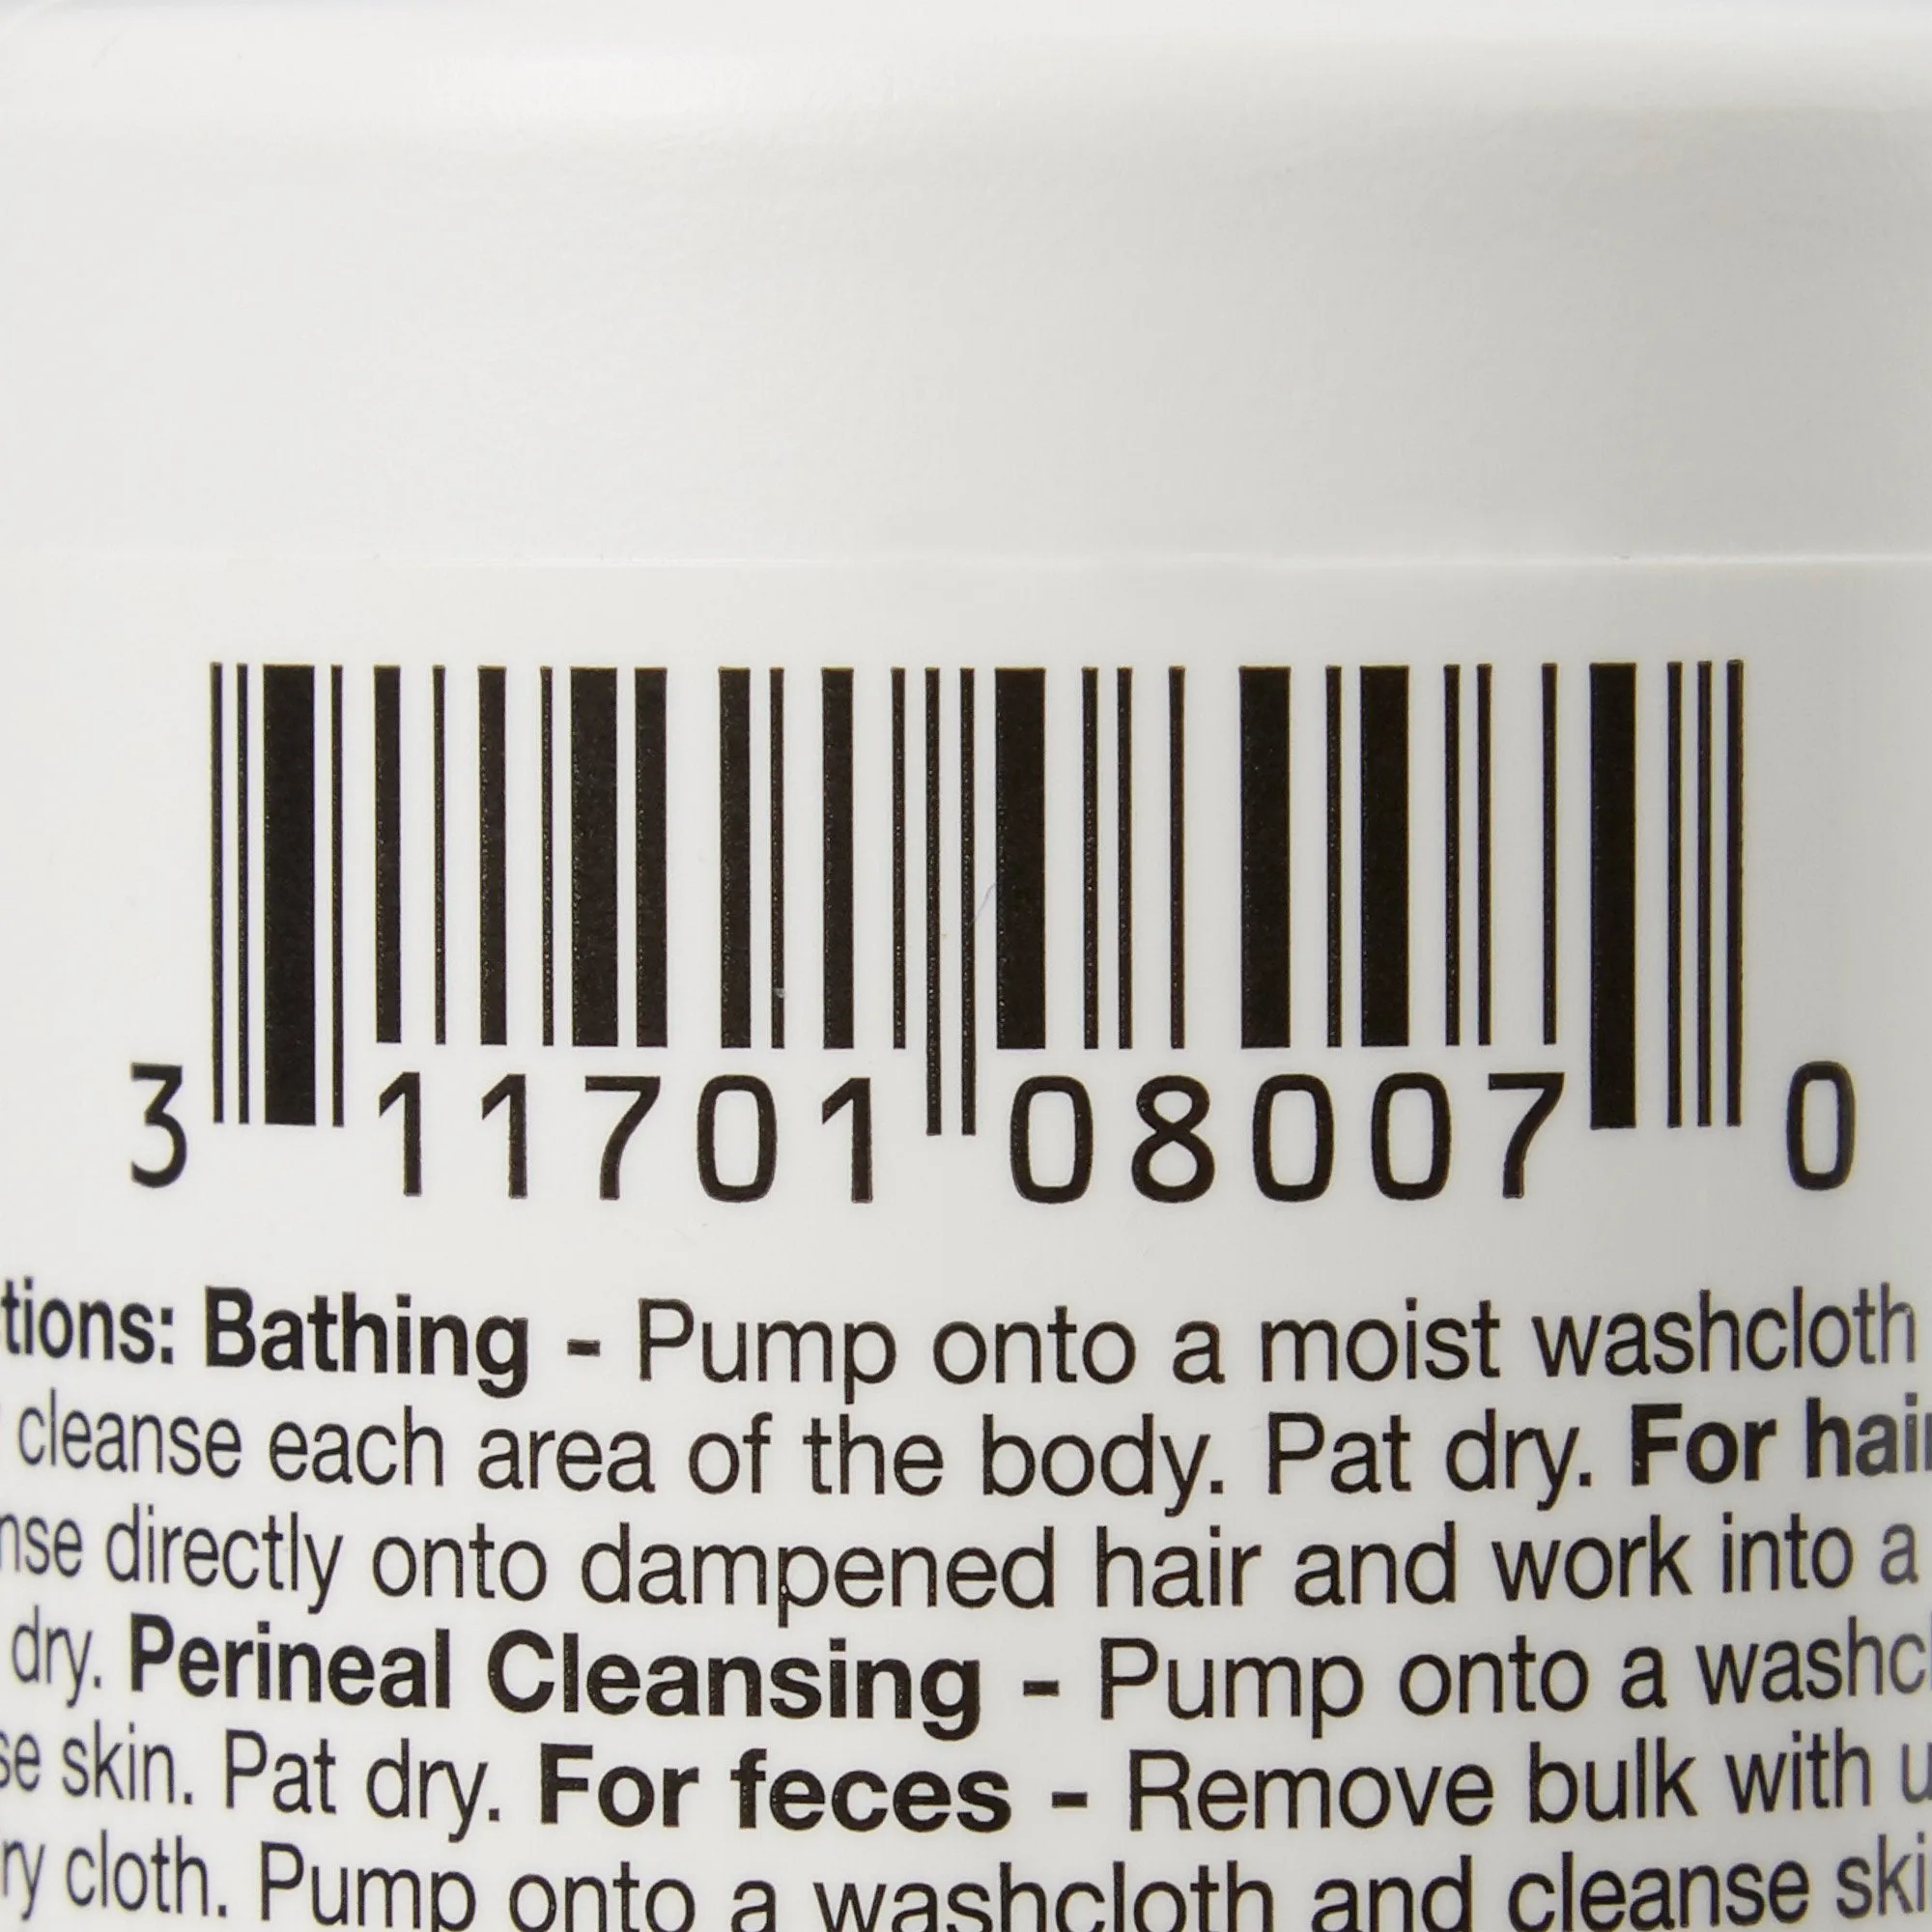 3 11701 08007 0
tions: Bathing - Pump onto a moist washcloth
cleanse each area of the body. Pat dry. For hair
nse directly onto dampened hair and work into a
dry. Perineal Cleansing - Pump onto a washcl
se skin. Pat dry. For feces - Remove bulk with u
ry cloth. Pump onto a washcloth and cleanse ski